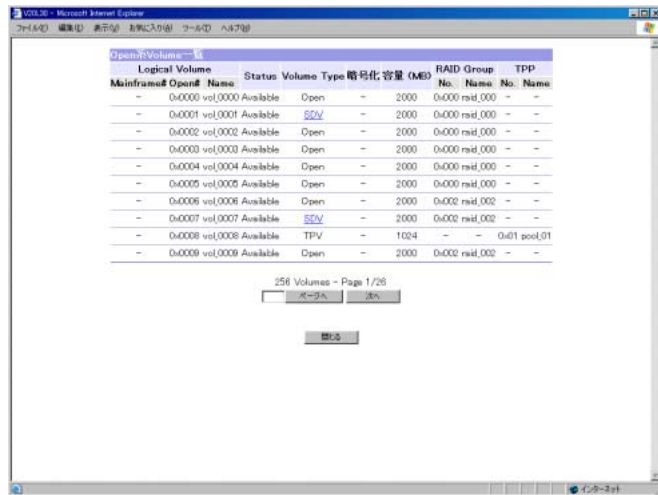 V20L30 - Microsoft Internet Explorer
ファイル(F) 編集(E) 表示(V) お気に入り(A) ツール(T) ヘルプ(H)
Open系Volume一覧
Logical Volume Status Volume Type 暗号化 容量 (MB) RAID Group TPP
Mainframe# Open# Name No. Name No. Name
- 0x0000 vol_0000 Available Open - 2000 0x000 raid_000 - -
- 0x0001 vol_0001 Available SDV - 2000 0x000 raid_000 - -
- 0x0002 vol_0002 Available Open - 2000 0x000 raid_000 - -
- 0x0003 vol_0003 Available Open - 2000 0x000 raid_000 - -
- 0x0004 vol_0004 Available Open - 2000 0x000 raid_000 - -
- 0x0005 vol_0005 Available Open - 2000 0x000 raid_000 - -
- 0x0006 vol_0006 Available Open - 2000 0x002 raid_002 - -
- 0x0007 vol_0007 Available SDV - 2000 0x002 raid_002 - -
- 0x0008 vol_0008 Available TPV - 1024 - - 0x01 pool_01
- 0x0009 vol_0009 Available Open - 2000 0x002 raid_002 - -
256 Volumes - Page 1/26
ページへ 次へ
閉じる
インターネット